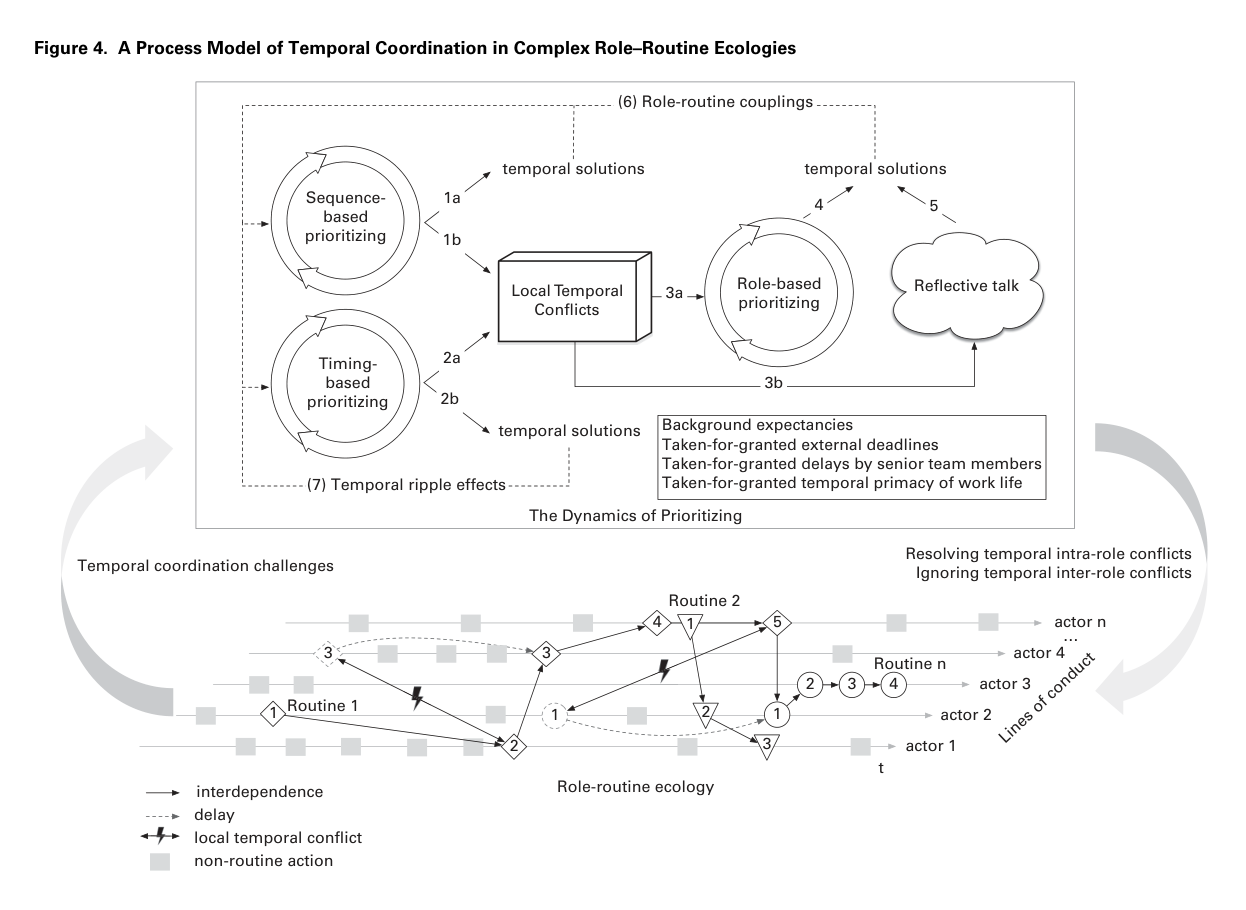 Figure 4. A Process Model of Temporal Coordination in Complex Role–Routine Ecologies
(6) Role-routine couplings
temporal solutions
temporal solutions
Sequence-
based
prioritizing
1a
1b
4
5
Local Temporal
Conflicts
3a
Role-based
prioritizing
Reflective talk
Timing-
based
prioritizing
2a
2b
3b
temporal solutions
Background expectancies
Taken-for-granted external deadlines
Taken-for-granted delays by senior team members
Taken-for-granted temporal primacy of work life
(7) Temporal ripple effects
The Dynamics of Prioritizing
Temporal coordination challenges
Resolving temporal intra-role conflicts
Ignoring temporal inter-role conflicts
Routine 2
4
1
5
actor n
...
3
3
actor 4
Routine n
2
3
4
actor 3
Routine 1
1
1
2
1
actor 2
2
3
actor 1
Lines of conduct
t
Role-routine ecology
interdependence
delay
local temporal conflict
non-routine action